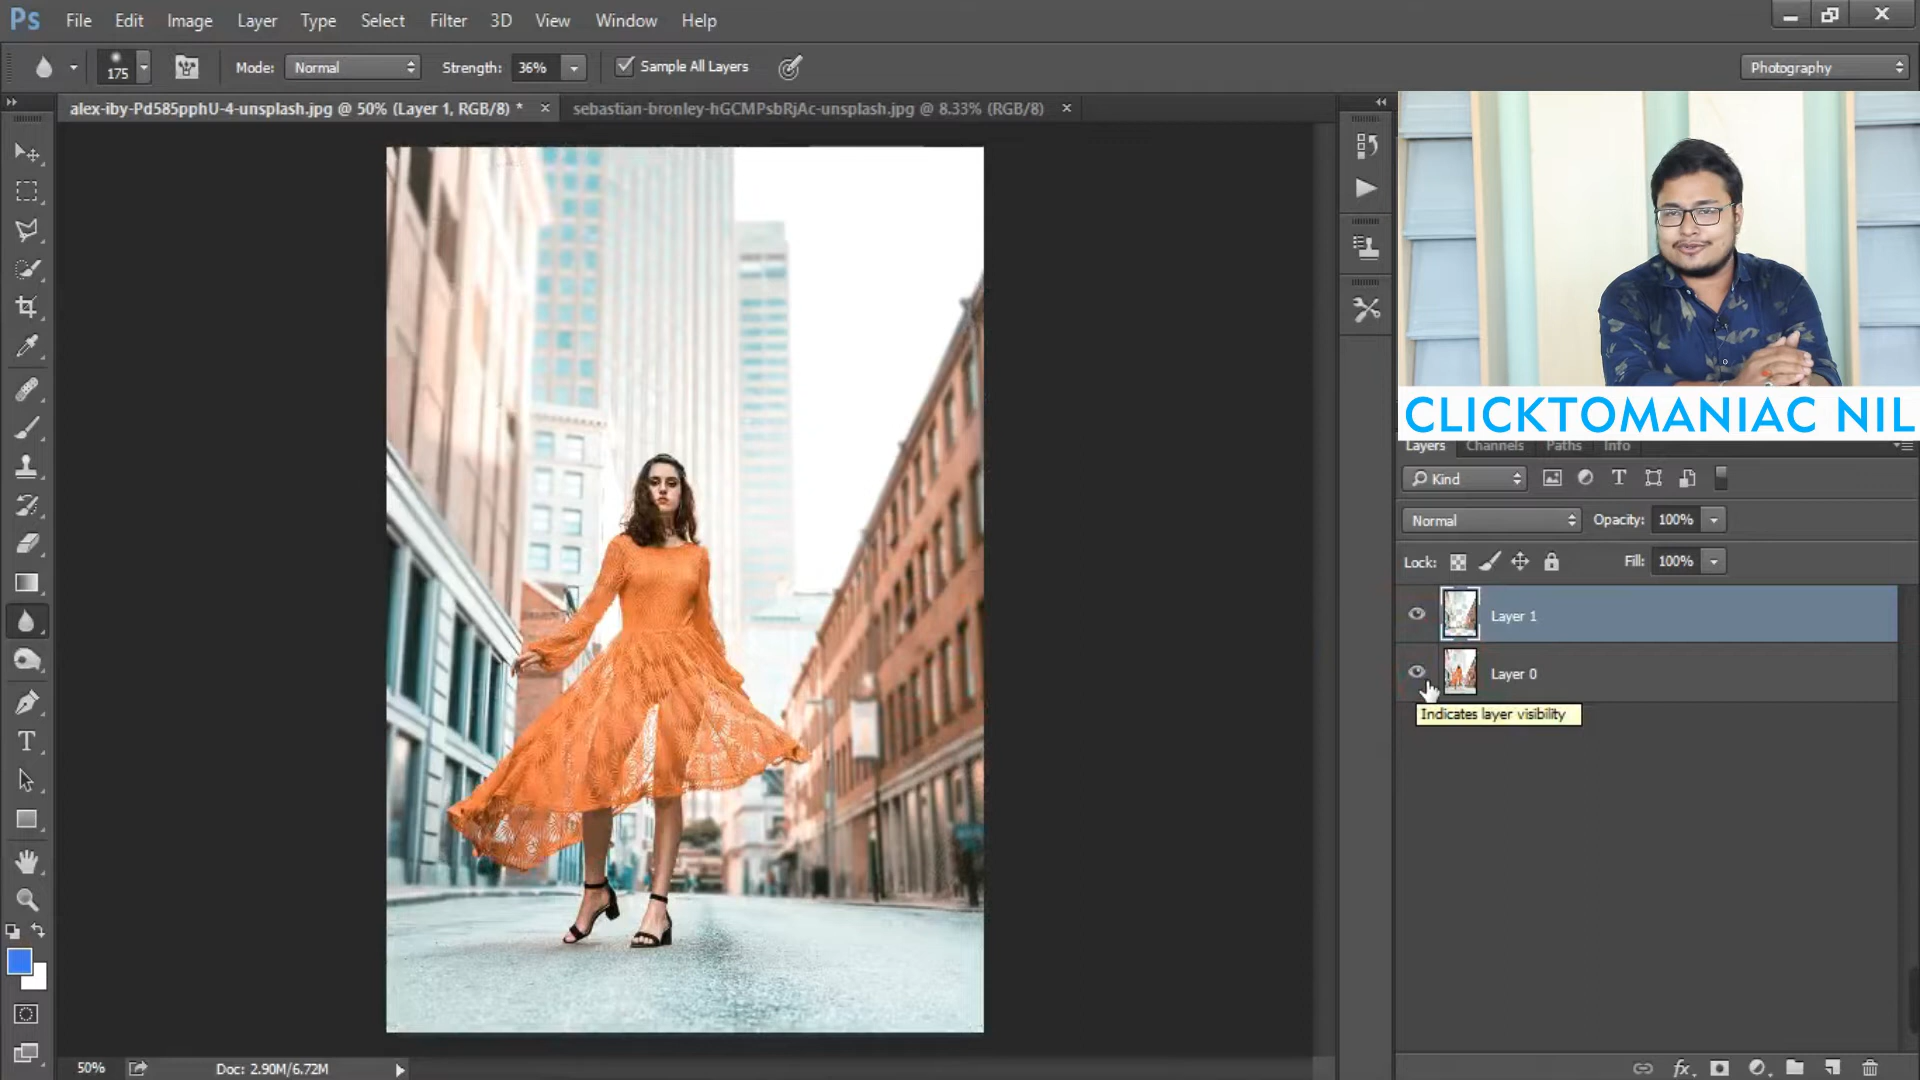 Ps File Edit Image Layer Type Select Filter 3D View Window Help
175 Mode: Normal Strength: 36% Sample All Layers Photography
alex-iby-Pd585pphU-4-unsplash.jpg @ 50% (Layer 1, RGB/8) * × sebastian-bronley-hGCMPsbRjAc-unsplash.jpg @ 8.33% (RGB/8) ×
CLICKTOMANIAC NIL
Layers Channels Paths Info
Kind
Normal Opacity: 100%
Lock: Fill: 100%
Layer 1
Layer 0
Indicates layer visibility
50% Doc: 2.90M/6.72M